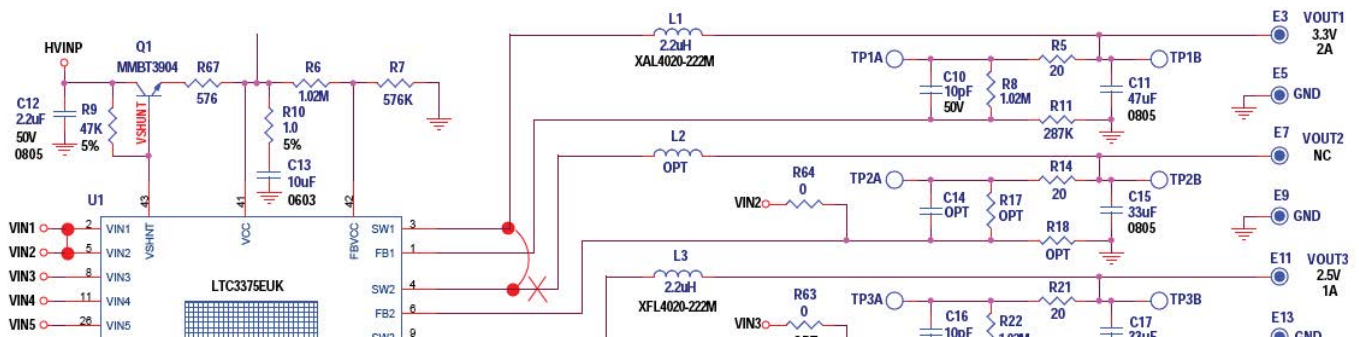 HVINP
Q1
MMBT3904
R67
576
R6
1.02M
R7
576K
C12
2.2uF
50V
0805
R9
47K
5%
VSHUNT
R10
1.0
5%
C13
10uF
0603
L1
2.2uH
XAL4020-222M
TP1A
C10
10pF
50V
R8
1.02M
R5
20
R11
287K
TP1B
C11
47uF
0805
E3 VOUT1
3.3V
2A
E5
GND
L2
OPT
R64
0
VIN2
TP2A
C14
OPT
R17
OPT
R14
20
R18
OPT
TP2B
C15
33uF
0805
E7 VOUT2
NC
E9
GND
U1
43
41
42
VIN1 2 VIN1
VIN2 5 VIN2
VIN3 8 VIN3
VIN4 11 VIN4
VIN5 26 VIN5
VSHNT
VCC
FBVCC
LTC3375EUK
SW1 3
FB1 1
SW2 4
FB2 6
SW3 9
L3
2.2uH
XFL4020-222M
R63
0
VIN3
TP3A
C16
10pF
R22
1.02M
R21
20
TP3B
C17
E11 VOUT3
2.5V
1A
E13
GND